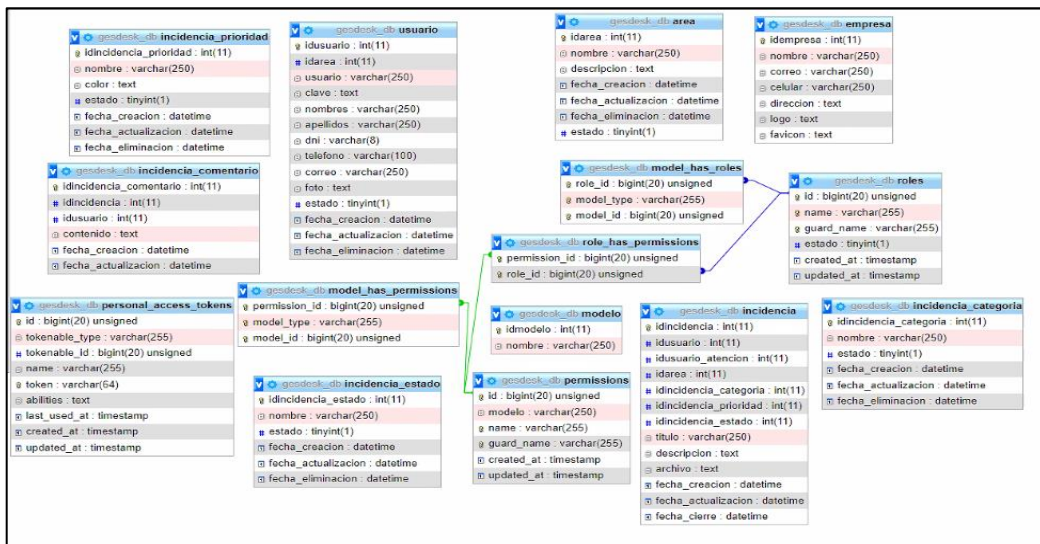 gesdesk_db incidencia_prioridad
idincidencia_prioridad : int(11)
nombre : varchar(250)
color : text
estado : tinyint(1)
fecha_creacion : datetime
fecha_actualizacion : datetime
fecha_eliminacion : datetime
gesdesk_db usuario
idusuario : int(11)
idarea : int(11)
usuario : varchar(250)
clave : text
nombres : varchar(250)
apellidos : varchar(250)
dni : varchar(8)
telefono : varchar(100)
correo : varchar(250)
foto : text
estado : tinyint(1)
fecha_creacion : datetime
fecha_actualizacion : datetime
fecha_eliminacion : datetime
gesdesk_db area
idarea : int(11)
nombre : varchar(250)
descripcion : text
fecha_creacion : datetime
fecha_actualizacion : datetime
fecha_eliminacion : datetime
estado : tinyint(1)
gesdesk_db empresa
idempresa : int(11)
nombre : varchar(250)
correo : varchar(250)
celular : varchar(250)
direccion : text
logo : text
favicon : text
gesdesk_db incidencia_comentario
idincidencia_comentario : int(11)
idincidencia : int(11)
idusuario : int(11)
contenido : text
fecha_creacion : datetime
fecha_actualizacion : datetime
gesdesk_db model_has_roles
role_id : bigint(20) unsigned
model_type : varchar(255)
model_id : bigint(20) unsigned
gesdesk_db roles
id : bigint(20) unsigned
name : varchar(255)
guard_name : varchar(255)
estado : tinyint(1)
created_at : timestamp
updated_at : timestamp
gesdesk_db role_has_permissions
permission_id : bigint(20) unsigned
role_id : bigint(20) unsigned
gesdesk_db personal_access_tokens
id : bigint(20) unsigned
tokenable_type : varchar(255)
tokenable_id : bigint(20) unsigned
name : varchar(255)
token : varchar(64)
abilities : text
last_used_at : timestamp
created_at : timestamp
updated_at : timestamp
gesdesk_db model_has_permissions
permission_id : bigint(20) unsigned
model_type : varchar(255)
model_id : bigint(20) unsigned
gesdesk_db modelo
idmodelo : int(11)
nombre : varchar(250)
gesdesk_db incidencia
idincidencia : int(11)
idusuario : int(11)
idusuario_atencion : int(11)
idarea : int(11)
idincidencia_categoria : int(11)
idincidencia_prioridad : int(11)
idincidencia_estado : int(11)
titulo : varchar(250)
descripcion : text
archivo : text
fecha_creacion : datetime
fecha_actualizacion : datetime
fecha_cierre : datetime
gesdesk_db incidencia_categoria
idincidencia_categoria : int(11)
nombre : varchar(250)
estado : tinyint(1)
fecha_creacion : datetime
fecha_actualizacion : datetime
fecha_eliminacion : datetime
gesdesk_db incidencia_estado
idincidencia_estado : int(11)
nombre : varchar(250)
estado : tinyint(1)
fecha_creacion : datetime
fecha_actualizacion : datetime
fecha_eliminacion : datetime
gesdesk_db permissions
id : bigint(20) unsigned
modelo : varchar(250)
name : varchar(255)
guard_name : varchar(255)
created_at : timestamp
updated_at : timestamp